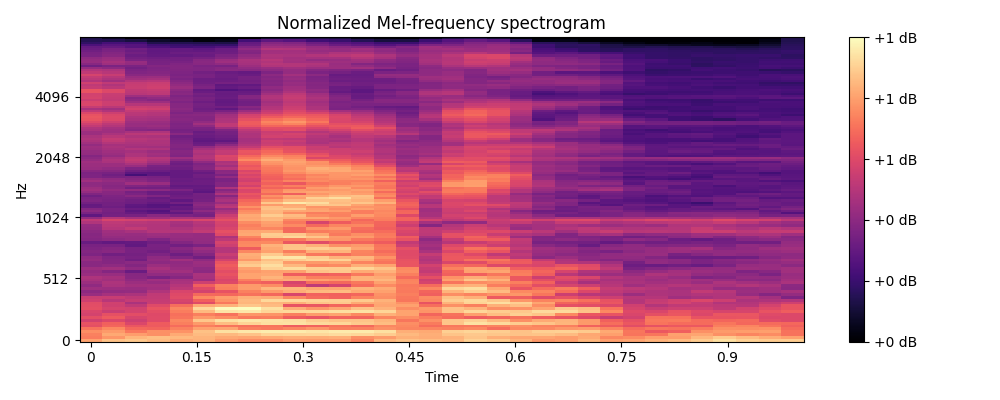 Normalized Mel-frequency spectrogram
Hz
4096
2048
1024
512
0
0 0.15 0.3 0.45 0.6 0.75 0.9
Time
+1 dB
+1 dB
+1 dB
+0 dB
+0 dB
+0 dB